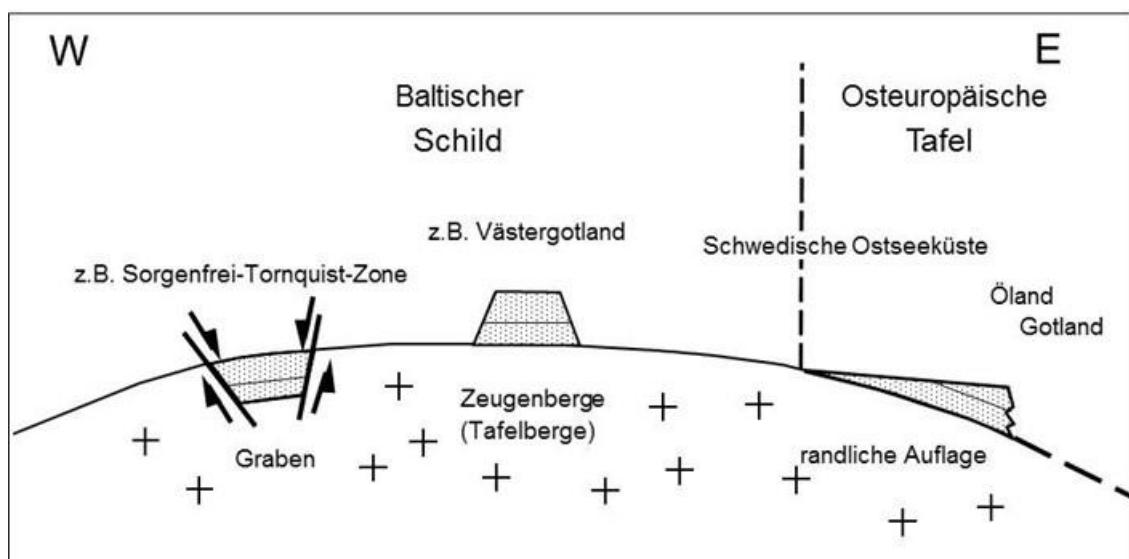 W
E
Baltischer
Schild
Osteuropäische
Tafel
z.B. Västergotland
Schwedische Ostseeküste
z.B. Sorgenfrei-Tornquist-Zone
Öland
Gotland
Zeugenberge
(Tafelberge)
Graben
randliche Auflage